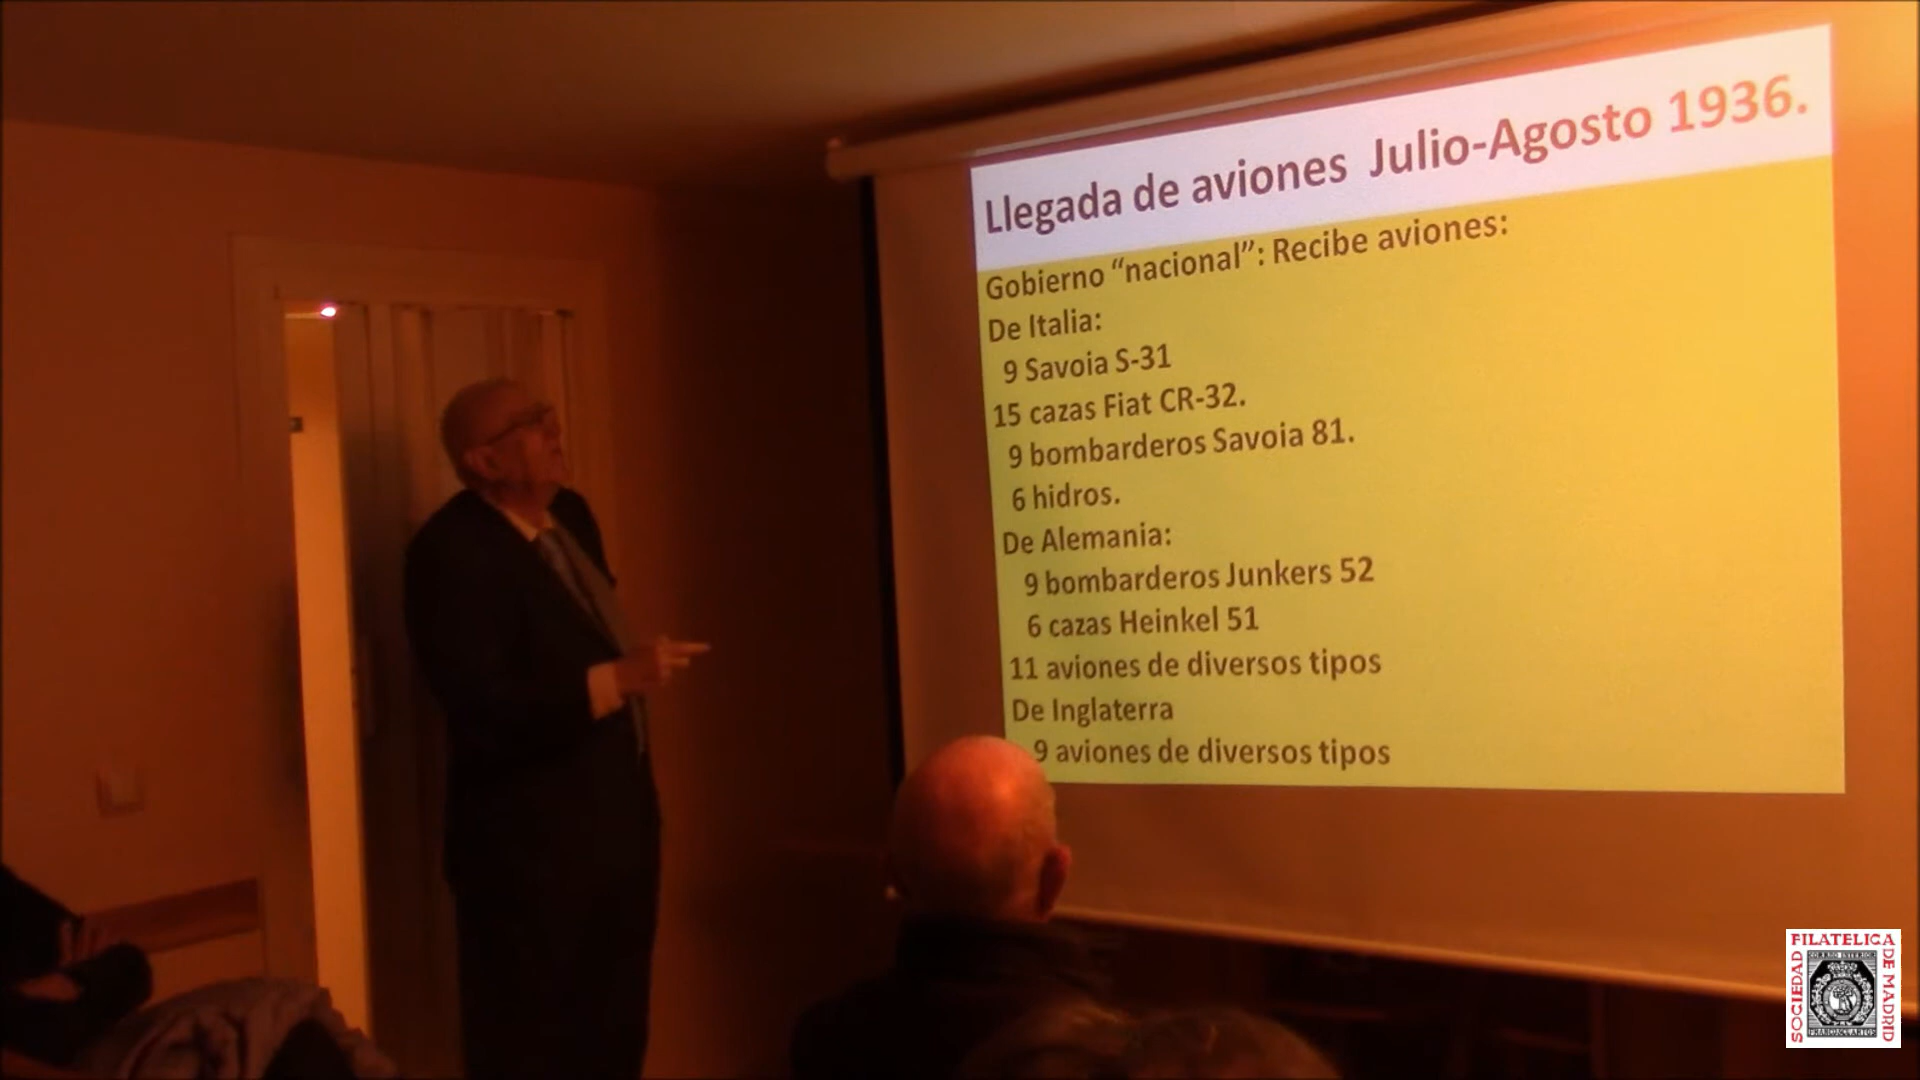 Llegada de aviones Julio-Agosto 1936.
Gobierno “nacional”: Recibe aviones:
De Italia:
9 Savoia S-31
15 cazas Fiat CR-32.
9 bombarderos Savoia 81.
6 hidros.
De Alemania:
9 bombarderos Junkers 52
6 cazas Heinkel 51
11 aviones de diversos tipos
De Inglaterra
9 aviones de diversos tipos
SOCIEDAD FILATELICA DE MADRID